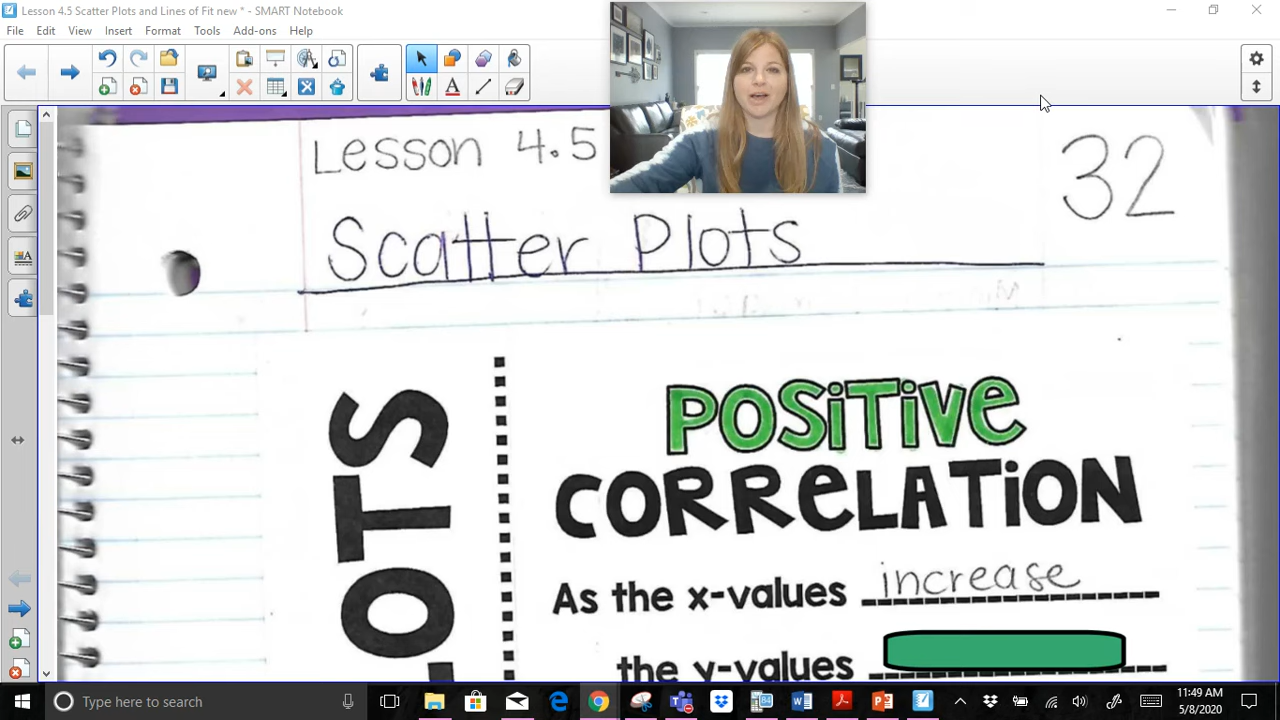 Lesson 4.5 Scatter Plots and Lines of Fit new * - SMART Notebook
File Edit View Insert Format Tools Add-ons Help
Lesson 4.5
32
Scatter Plots
POSiTiVe
CORReLATiON
As the x-values increase
the y-values
LOTS
Type here to search
11:49 AM
5/8/2020